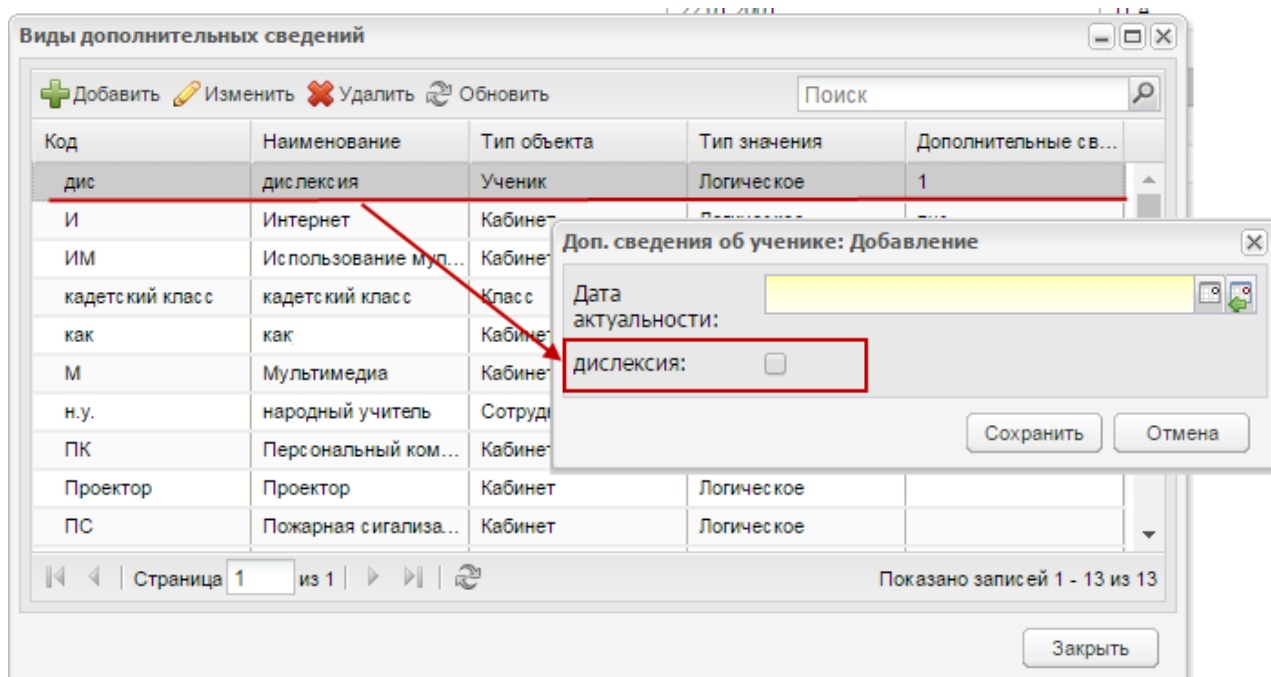 Виды дополнительных сведений
Добавить Изменить Удалить Обновить Поиск
Код Наименование Тип объекта Тип значения Дополнительные св...
дис дислексия Ученик Логическое 1
И Интернет
ИМ Использование мул...
кадетский класс кадетский класс Класс
как как
М Мультимедиа
н.у. народный учитель
ПК Персональный ком...
Проектор Проектор Кабинет Логическое
ПС Пожарная сигализа... Кабинет Логическое
Страница 1 из 1 Показано записей 1 - 13 из 13
Закрыть
Доп. сведения об ученике: Добавление
Дата
актуальности:
дислексия:
Сохранить Отмена